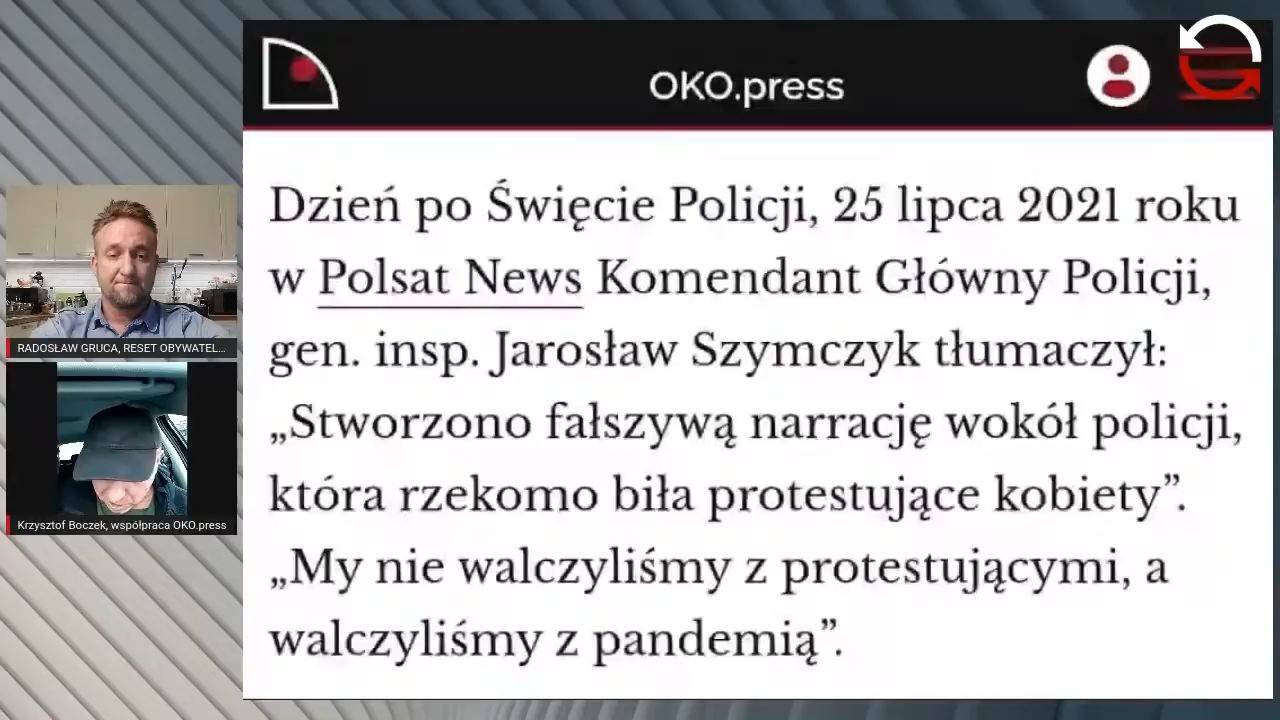 OKO.press
Dzień po Święcie Policji, 25 lipca 2021 roku
w Polsat News Komendant Główny Policji,
gen. insp. Jarosław Szymczyk tłumaczył:
„Stworzono fałszywą narrację wokół policji,
która rzekomo biła protestujące kobiety”.
„My nie walczyliśmy z protestującymi, a
walczyliśmy z pandemią”.
RADOSŁAW GRUCA, RESET OBYWATEL...
Krzysztof Boczek, współpraca OKO.press